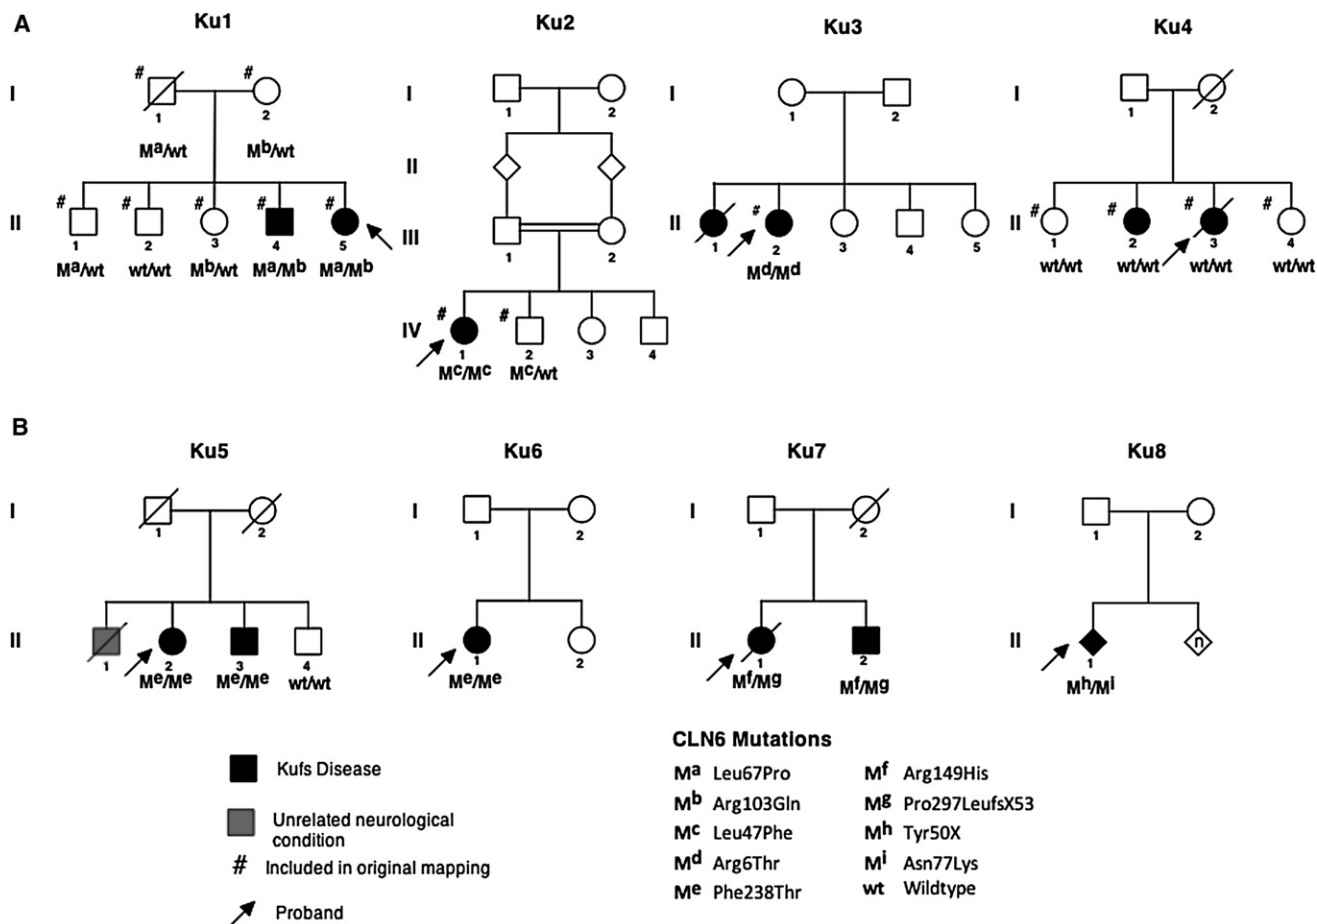 A
Ku1 Ku2 Ku3 Ku4
# #
I I I I
1 2 1 2 1 2 1 2
Mᵃ/wt Mᵇ/wt
II
# # # # # # # # # #
II III II II
1 2 3 4 5 1 2 1 2 3 4 5 1 2 3 4
Mᵃ/wt wt/wt Mᵇ/wt Mᵃ/Mᵇ Mᵃ/Mᵇ Mᵈ/Mᵈ wt/wt wt/wt wt/wt wt/wt
# #
IV
1 2 3 4
Mᶜ/Mᶜ Mᶜ/wt
B
Ku5 Ku6 Ku7 Ku8
I I I I
1 2 1 2 1 2 1 2
II II II II n
1 2 3 4 1 2 1 2 1
Mᵉ/Mᵉ Mᵉ/Mᵉ wt/wt Mᵉ/Mᵉ Mᶠ/Mᵍ Mᶠ/Mᵍ Mʰ/Mⁱ
Kufs Disease
Unrelated neurological
condition
# Included in original mapping
Proband
CLN6 Mutations
Mᵃ Leu67Pro
Mᵇ Arg103Gln
Mᶜ Leu47Phe
Mᵈ Arg6Thr
Mᵉ Phe238Thr
Mᶠ Arg149His
Mᵍ Pro297LeufsX53
Mʰ Tyr50X
Mⁱ Asn77Lys
wt Wildtype